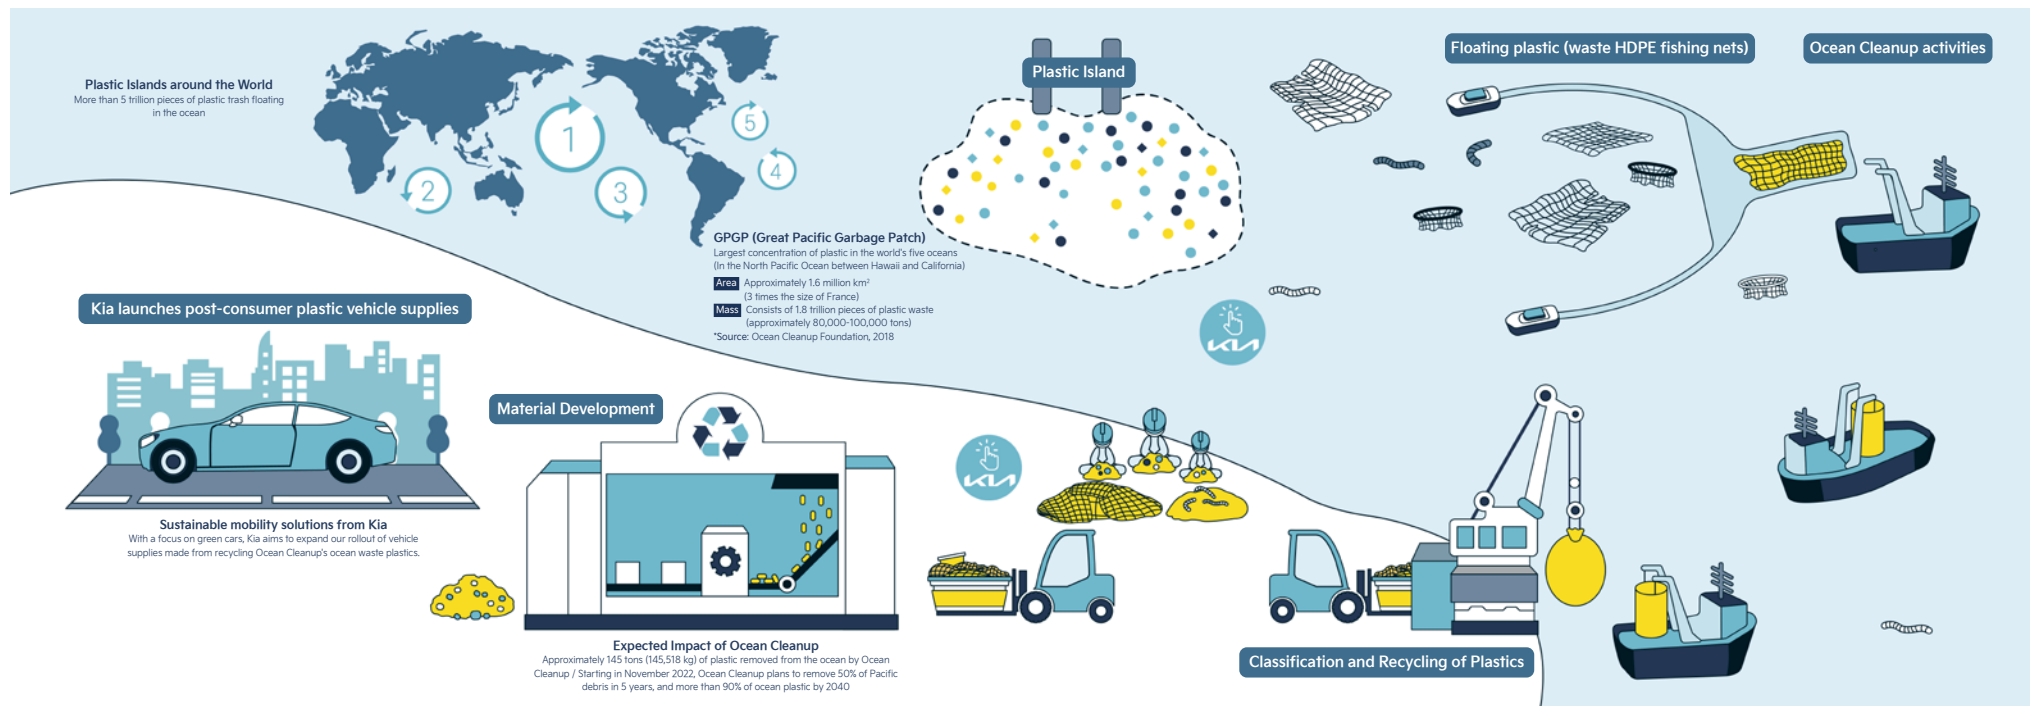 Plastic Islands around the World
More than 5 trillion pieces of plastic trash floating
in the ocean
1
2
3
4
5
GPGP (Great Pacific Garbage Patch)
Largest concentration of plastic in the world's five oceans
(In the North Pacific Ocean between Hawaii and California)
Area Approximately 1.6 million km²
(3 times the size of France)
Mass Consists of 1.8 trillion pieces of plastic waste
(approximately 80,000-100,000 tons)
*Source: Ocean Cleanup Foundation, 2018
Plastic Island
Floating plastic (waste HDPE fishing nets)
Ocean Cleanup activities
KIA
Kia launches post-consumer plastic vehicle supplies
Sustainable mobility solutions from Kia
With a focus on green cars, Kia aims to expand our rollout of vehicle
supplies made from recycling Ocean Cleanup's ocean waste plastics.
Material Development
KIA
Expected Impact of Ocean Cleanup
Approximately 145 tons (145,518 kg) of plastic removed from the ocean by Ocean
Cleanup / Starting in November 2022, Ocean Cleanup plans to remove 50% of Pacific
debris in 5 years, and more than 90% of ocean plastic by 2040
Classification and Recycling of Plastics